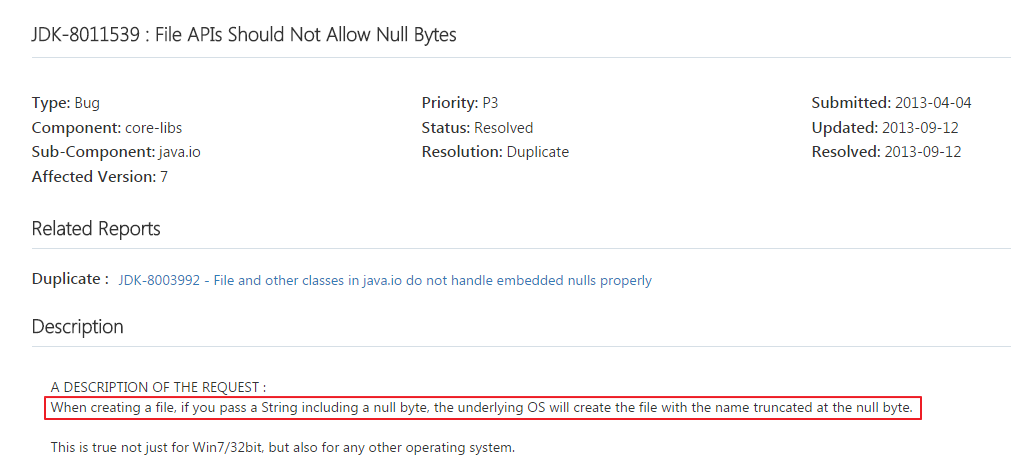 JDK-8011539 : File APIs Should Not Allow Null Bytes
Type: Bug
Priority: P3
Submitted: 2013-04-04
Component: core-libs
Status: Resolved
Updated: 2013-09-12
Sub-Component: java.io
Resolution: Duplicate
Resolved: 2013-09-12
Affected Version: 7
Related Reports
Duplicate : JDK-8003992 - File and other classes in java.io do not handle embedded nulls properly
Description
A DESCRIPTION OF THE REQUEST :
When creating a file, if you pass a String including a null byte, the underlying OS will create the file with the name truncated at the null byte.
This is true not just for Win7/32bit, but also for any other operating system.